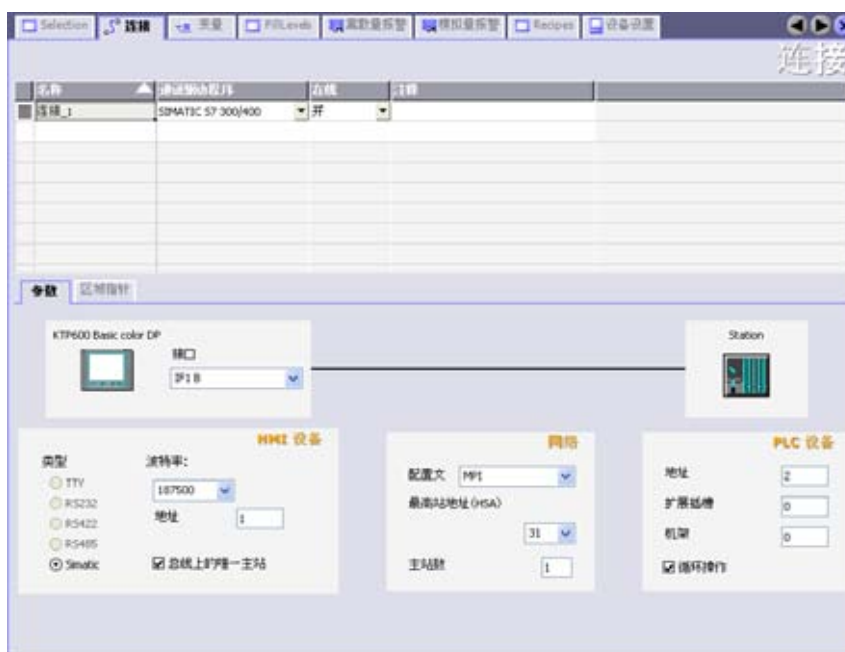 Selection 连接 变量 FillLevels 离散量报警 模拟量报警 Recipes 设备设置
连接
名称 通讯驱动程序 在线 注释
连接_1 SIMATIC S7 300/400 开
参数 区域指针
KTP600 Basic color DP
接口
IF1 B
Station
HMI 设备
类型
TTY
RS232
RS422
RS485
Simatic
波特率:
187500
地址 1
总线上的唯一主站
网络
配置文 MPI
最高站地址(HSA)
31
主站数 1
PLC 设备
地址 2
扩展插槽 0
机架 0
循环操作